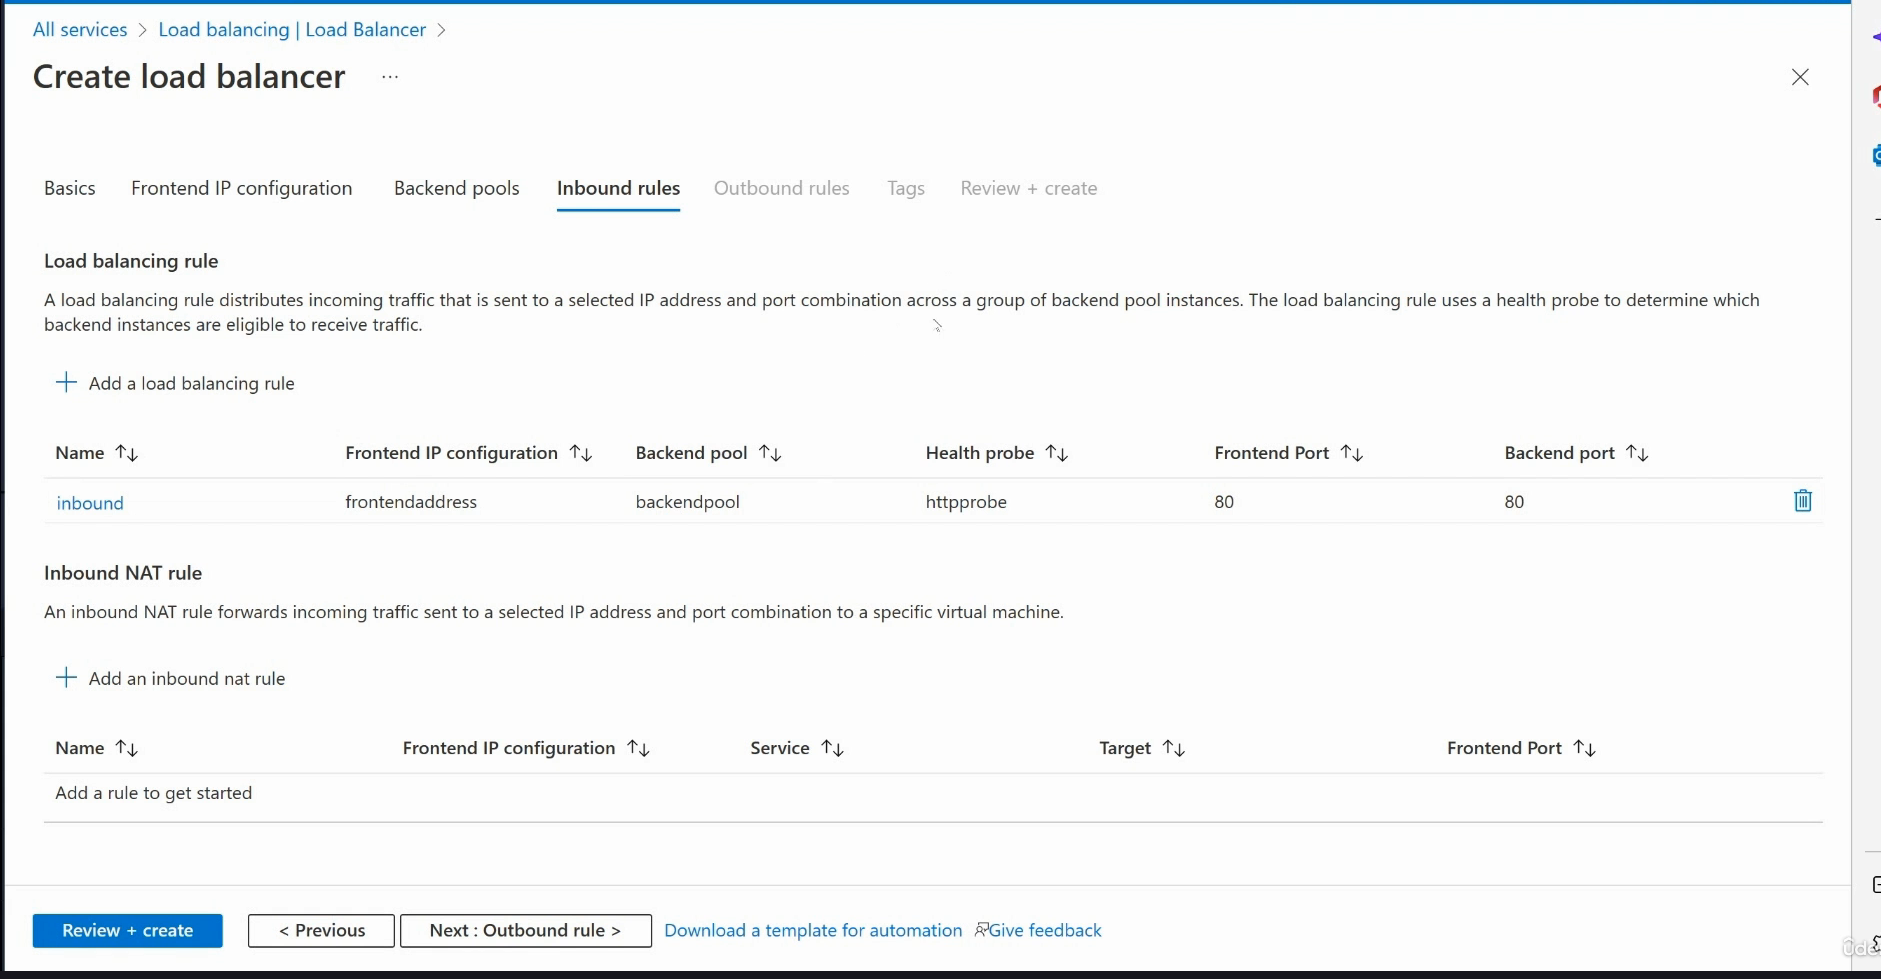 All services > Load balancing | Load Balancer >
Create load balancer ...
Basics Frontend IP configuration Backend pools Inbound rules Outbound rules Tags Review + create
Load balancing rule
A load balancing rule distributes incoming traffic that is sent to a selected IP address and port combination across a group of backend pool instances. The load balancing rule uses a health probe to determine which
backend instances are eligible to receive traffic.
+ Add a load balancing rule
Name ↑↓ Frontend IP configuration ↑↓ Backend pool ↑↓ Health probe ↑↓ Frontend Port ↑↓ Backend port ↑↓
inbound frontendaddress backendpool httpprobe 80 80
Inbound NAT rule
An inbound NAT rule forwards incoming traffic sent to a selected IP address and port combination to a specific virtual machine.
+ Add an inbound nat rule
Name ↑↓ Frontend IP configuration ↑↓ Service ↑↓ Target ↑↓ Frontend Port ↑↓
Add a rule to get started
Review + create < Previous Next : Outbound rule > Download a template for automation Give feedback